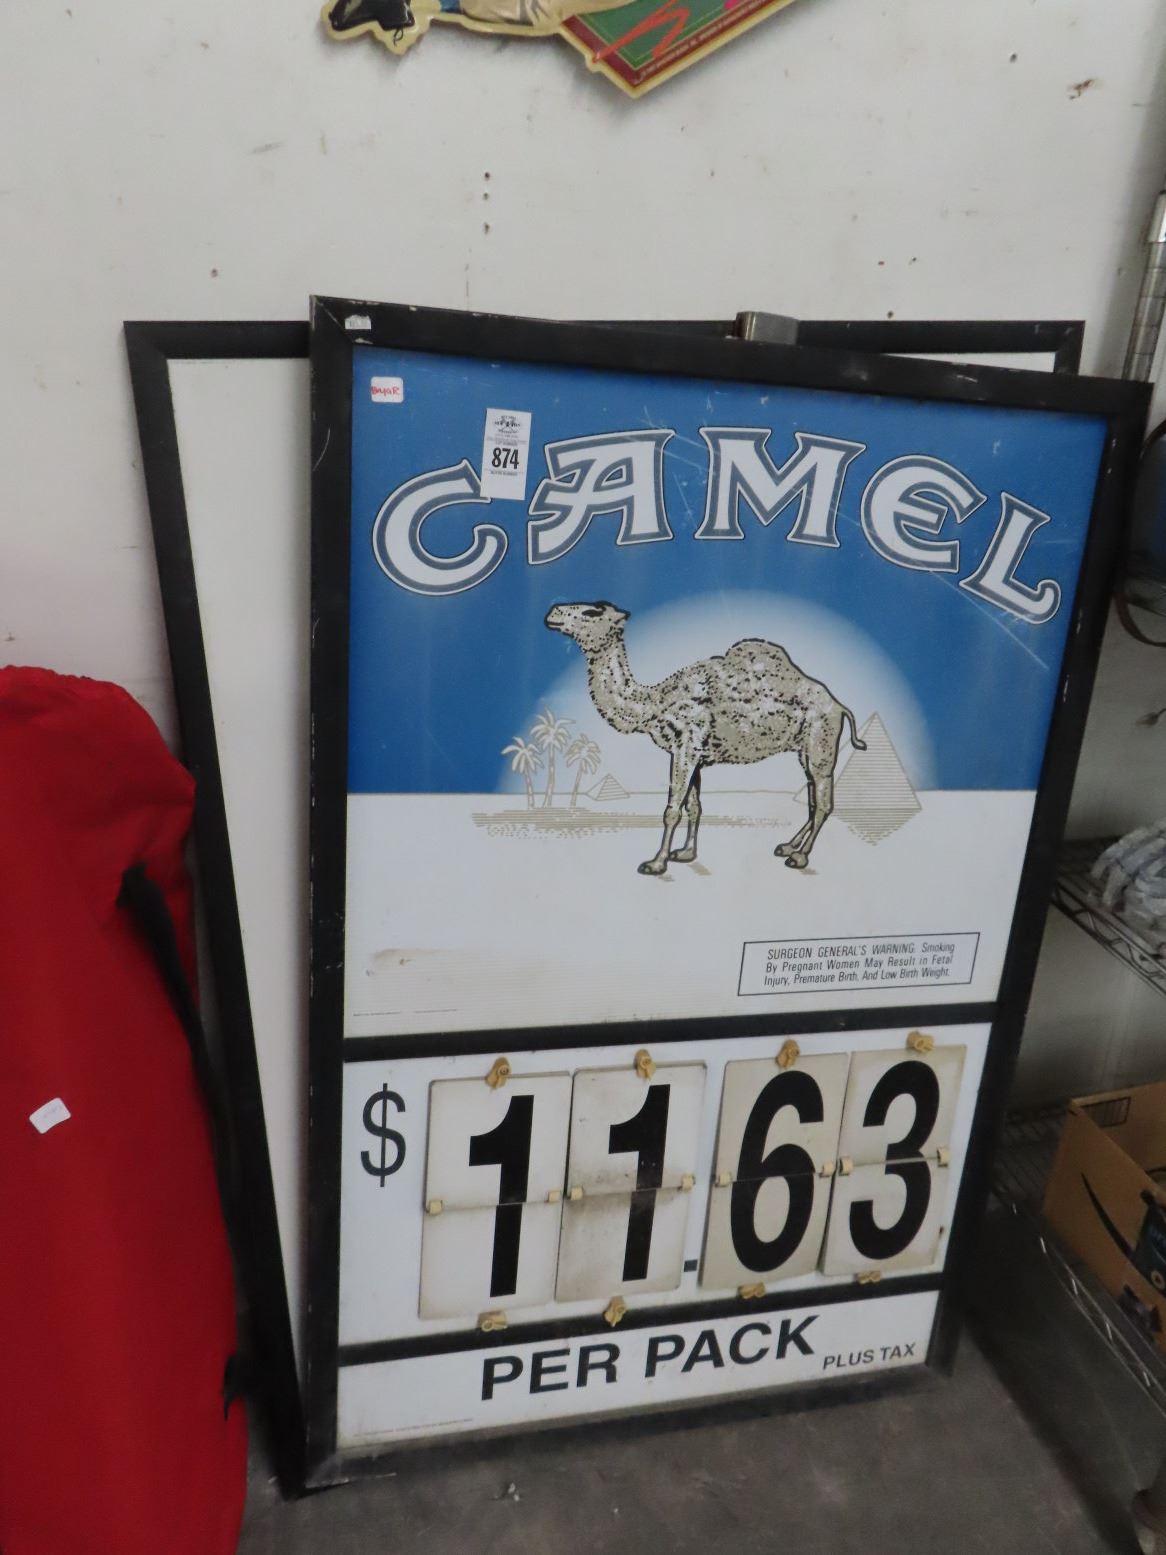 874
CAMEL
SURGEON GENERAL'S WARNING: Smoking
By Pregnant Women May Result in Fetal
Injury, Premature Birth, And Low Birth Weight.
$ 11.63
PER PACK PLUS TAX